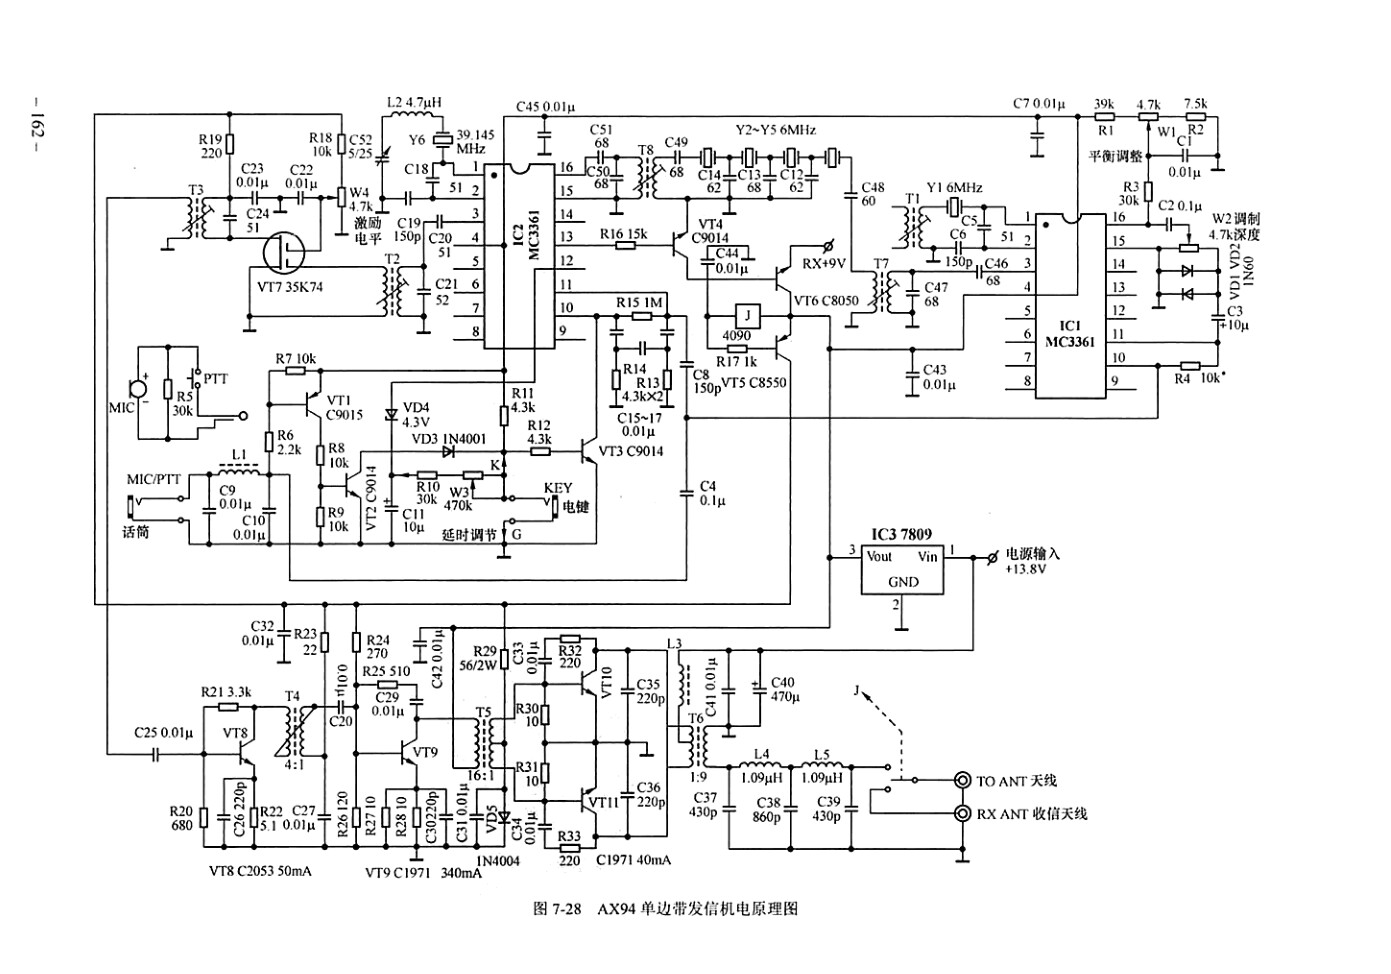 – 162 –
L2 4.7μH
C45 0.01μ
C7 0.01μ
39k
4.7k
7.5k
R1
W1
R2
R19
220
R18
10k
C52
5/25
Y6
39.145
MHz
C51
68
Y2~Y5 6MHz
平衡调整
C1
0.01μ
C23
0.01μ
C22
0.01μ
C18
51
1
2
3
4
5
6
7
8
16
15
14
13
12
11
10
9
IC2
MC3361
C50
68
T8
C49
68
C14
62
C13
68
C12
62
C48
60
T1
Y1 6MHz
C5
51
C6
150p
R3
30k
C2 0.1μ
W2 调制
4.7k深度
T3
C24
51
W4
4.7k
激励
电平
C19
150p
C20
51
R16 15k
VT4
C9014
C44
0.01μ
RX+9V
T7
C46
68
C47
68
1
2
3
4
5
6
7
8
16
15
14
13
12
11
10
9
IC1
MC3361
VD1 VD2
1N60
C3
+10μ
VT7 35K74
T2
C21
52
R15 1M
J
4090
VT6 C8050
R17 1k
VT5 C8550
C43
0.01μ
R4
10k*
MIC
+
−
R5
30k
PTT
R7 10k
VT1
C9015
R6
2.2k
R8
10k
VD4
4.3V
R11
4.3k
R14
R13
4.3k×2
C15~17
0.01μ
C8
150p
VD3 1N4001
R12
4.3k
VT3 C9014
L1
MIC/PTT
话筒
C9
0.01μ
C10
0.01μ
R9
10k
VT2 C9014
C11
10μ
+
R10
30k
W3
470k
K
KEY
电键
延时调节
G
C4
0.1μ
IC3 7809
3
Vout
Vin
1
GND
2
电源输入
+13.8V
C32
0.01μ
R23
22
R24
270
C42 0.01μ
R29
56/2W
C33
0.01μ
R32
220
VT10
L3
C35
220p
C41 0.01μ
+
C40
470μ
J
R21 3.3k
T4
4:1
C20
R25 510
C29
0.01μ
T5
16:1
R30
10
T6
1:9
L4
1.09μH
L5
1.09μH
C25 0.01μ
VT8
VT9
R31
10
VT11
C36
220p
TO ANT 天线
RX ANT 收信天线
R20
680
C26 220p
R22
5.1
C27
0.01μ
R26 120
R27 10
R28 10
C30 220p
C31 0.01μ
VD5
1N4004
C34
0.01μ
R33
220
C37
430p
C38
860p
C39
430p
VT8 C2053 50mA
VT9 C1971 340mA
C1971 40mA
图 7-28 AX94 单边带发信机电原理图